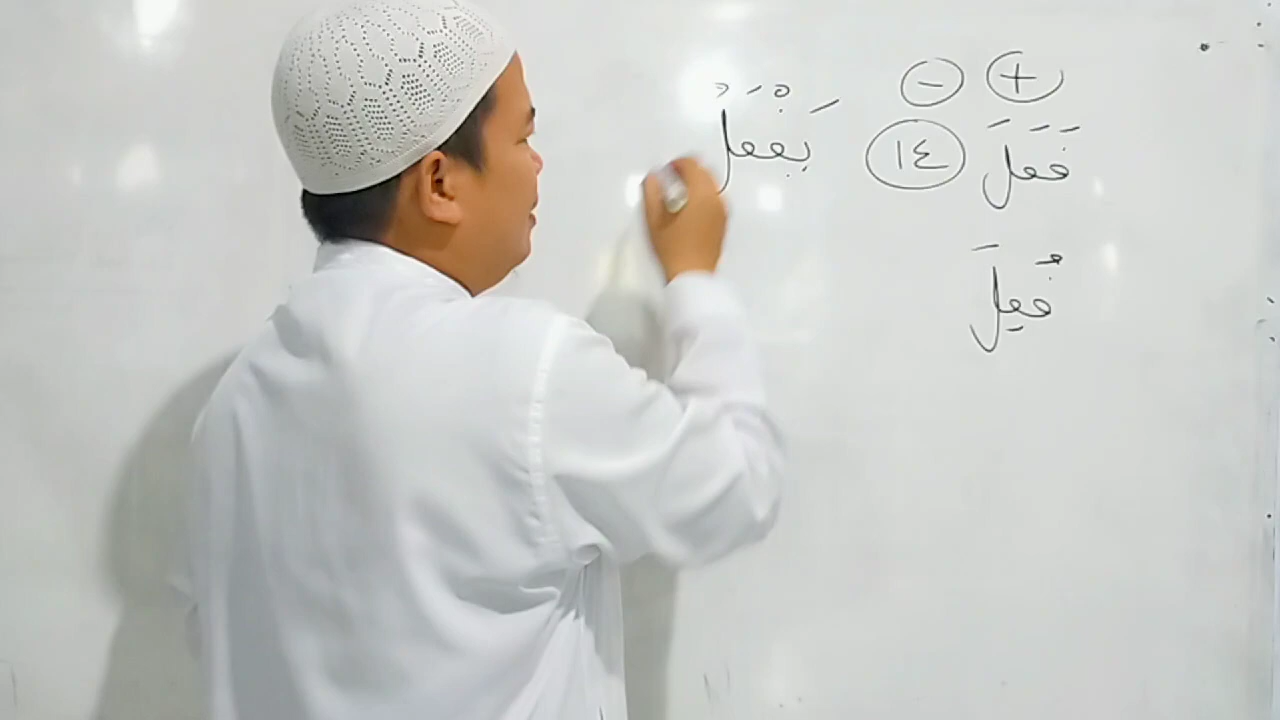 + -
فَعَلَ ١٤ يَفْعَلُ
فُعِلَ